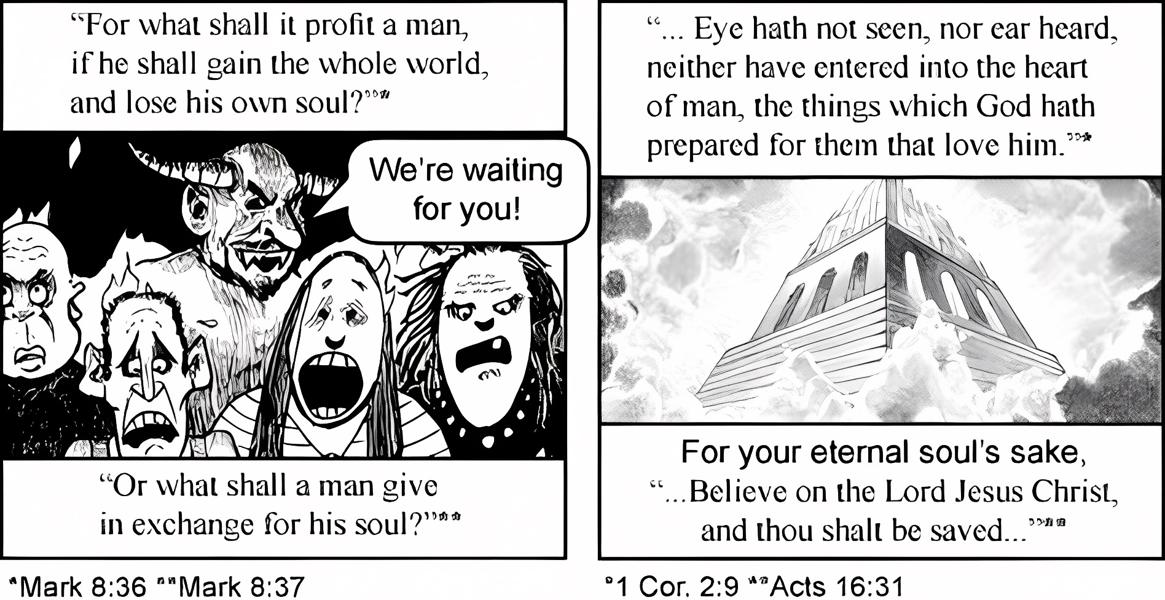 “For what shall it profit a man,
if he shall gain the whole world,
and lose his own soul?”*
We're waiting
for you!
“Or what shall a man give
in exchange for his soul?”**
*Mark 8:36 **Mark 8:37
“... Eye hath not seen, nor ear heard,
neither have entered into the heart
of man, the things which God hath
prepared for them that love him.”*
For your eternal soul's sake,
“...Believe on the Lord Jesus Christ,
and thou shalt be saved...”**
*1 Cor. 2:9 **Acts 16:31